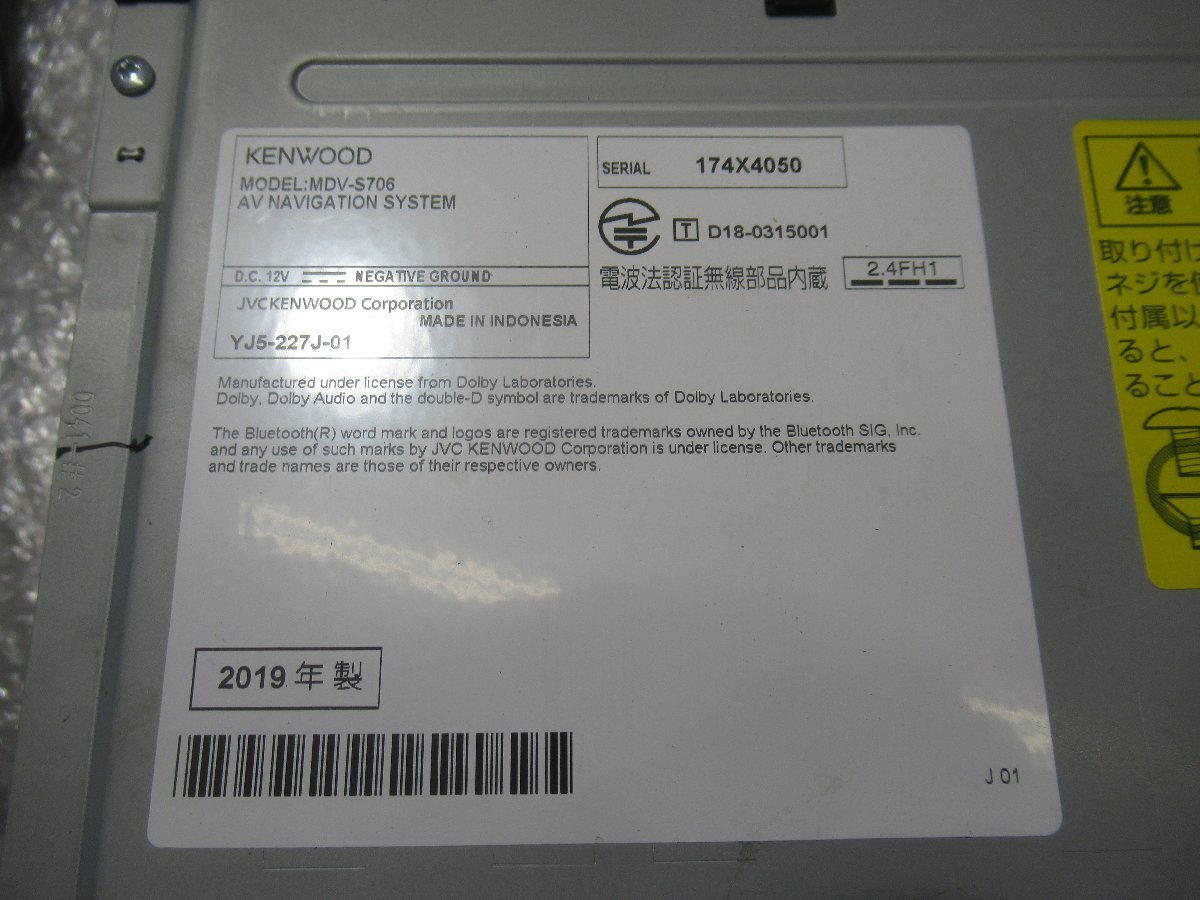 KENWOOD
MODEL:MDV-S706
AV NAVIGATION SYSTEM
D.C. 12V NEGATIVE GROUND
JVCKENWOOD Corporation
MADE IN INDONESIA
YJ5-227J-01
SERIAL 174X4050
T D18-0315001
電波法認証無線部品内蔵 2.4FH1
Manufactured under license from Dolby Laboratories.
Dolby, Dolby Audio and the double-D symbol are trademarks of Dolby Laboratories.
The Bluetooth(R) word mark and logos are registered trademarks owned by the Bluetooth SIG, Inc.
and any use of such marks by JVC KENWOOD Corporation is under license. Other trademarks
and trade names are those of their respective owners.
2019 年 製
J 01
注意
取り付け
ネジを
付属以
ると、
ること